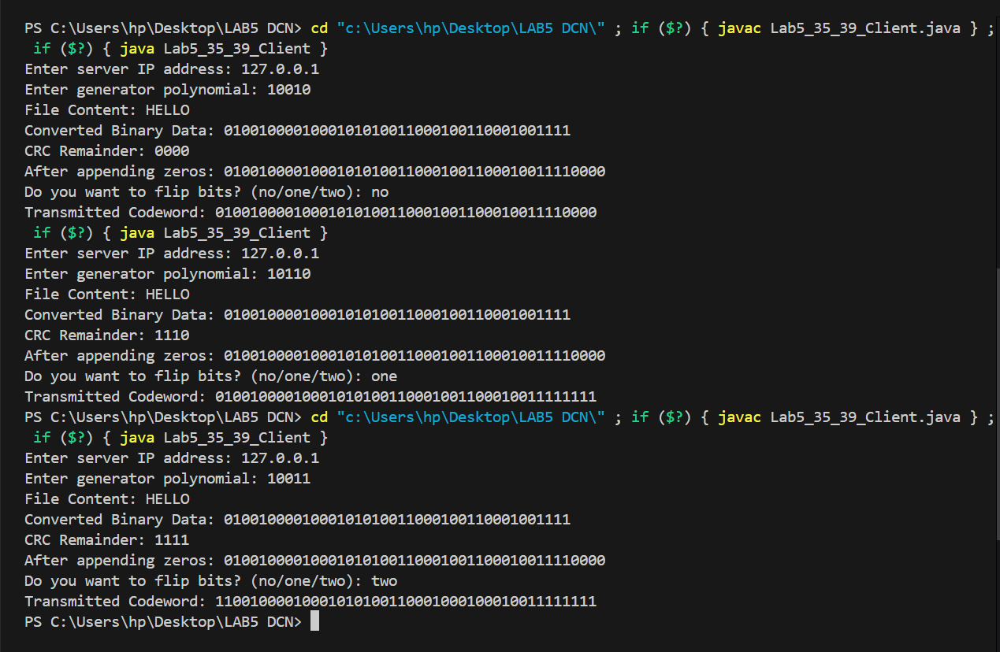 PS C:\Users\hp\Desktop\LAB5 DCN> cd "c:\Users\hp\Desktop\LAB5 DCN\" ; if ($?) { javac Lab5_35_39_Client.java } ;
if ($?) { java Lab5_35_39_Client }
Enter server IP address: 127.0.0.1
Enter generator polynomial: 10010
File Content: HELLO
Converted Binary Data: 0100100001000101010011000100110001001111
CRC Remainder: 0000
After appending zeros: 01001000010001010100110001001100010011110000
Do you want to flip bits? (no/one/two): no
Transmitted Codeword: 01001000010001010100110001001100010011110000
if ($?) { java Lab5_35_39_Client }
Enter server IP address: 127.0.0.1
Enter generator polynomial: 10110
File Content: HELLO
Converted Binary Data: 0100100001000101010011000100110001001111
CRC Remainder: 1110
After appending zeros: 01001000010001010100110001001100010011110000
Do you want to flip bits? (no/one/two): one
Transmitted Codeword: 01001000010001010100110001001100010011111111
PS C:\Users\hp\Desktop\LAB5 DCN> cd "c:\Users\hp\Desktop\LAB5 DCN\" ; if ($?) { javac Lab5_35_39_Client.java } ;
if ($?) { java Lab5_35_39_Client }
Enter server IP address: 127.0.0.1
Enter generator polynomial: 10011
File Content: HELLO
Converted Binary Data: 0100100001000101010011000100110001001111
CRC Remainder: 1111
After appending zeros: 01001000010001010100110001001100010011110000
Do you want to flip bits? (no/one/two): two
Transmitted Codeword: 11001000010001010100110001000100010011111111
PS C:\Users\hp\Desktop\LAB5 DCN>